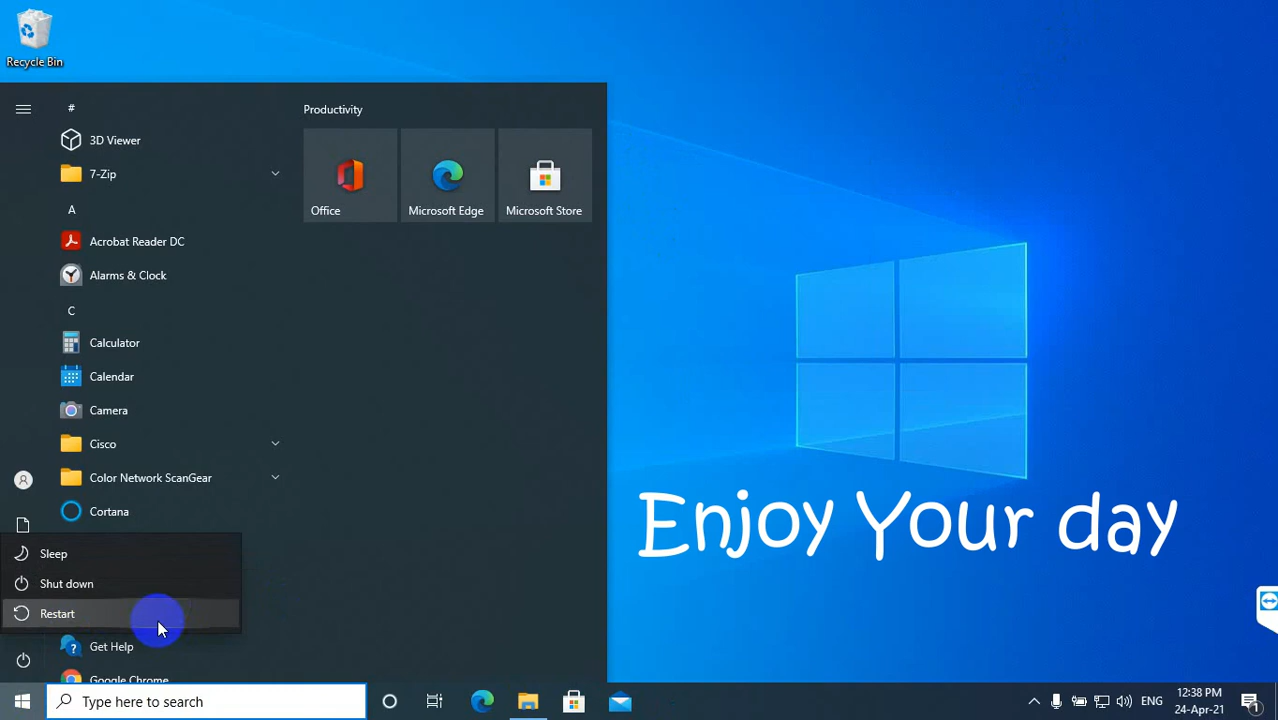 Recycle Bin
#
3D Viewer
7-Zip
A
Acrobat Reader DC
Alarms & Clock
C
Calculator
Calendar
Camera
Cisco
Color Network ScanGear
Cortana
Sleep
Shut down
Restart
Get Help
Google Chrome
Productivity
Office
Microsoft Edge
Microsoft Store
Enjoy Your day
Type here to search
ENG
12:38 PM
24-Apr-21
1